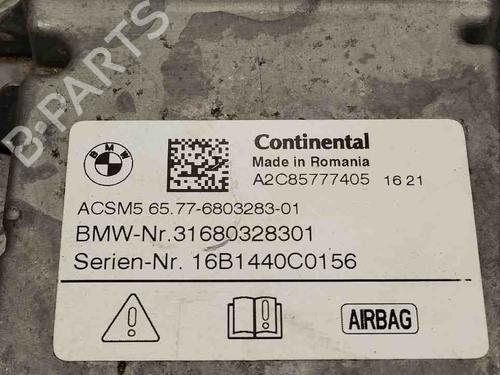 B-PARTS
BMW
Continental
Made in Romania
A2C85777405 16 21
ACSM5 65.77-6803283-01
BMW-Nr.31680328301
Serien-Nr. 16B1440C0156
AIRBAG
B-PARTS